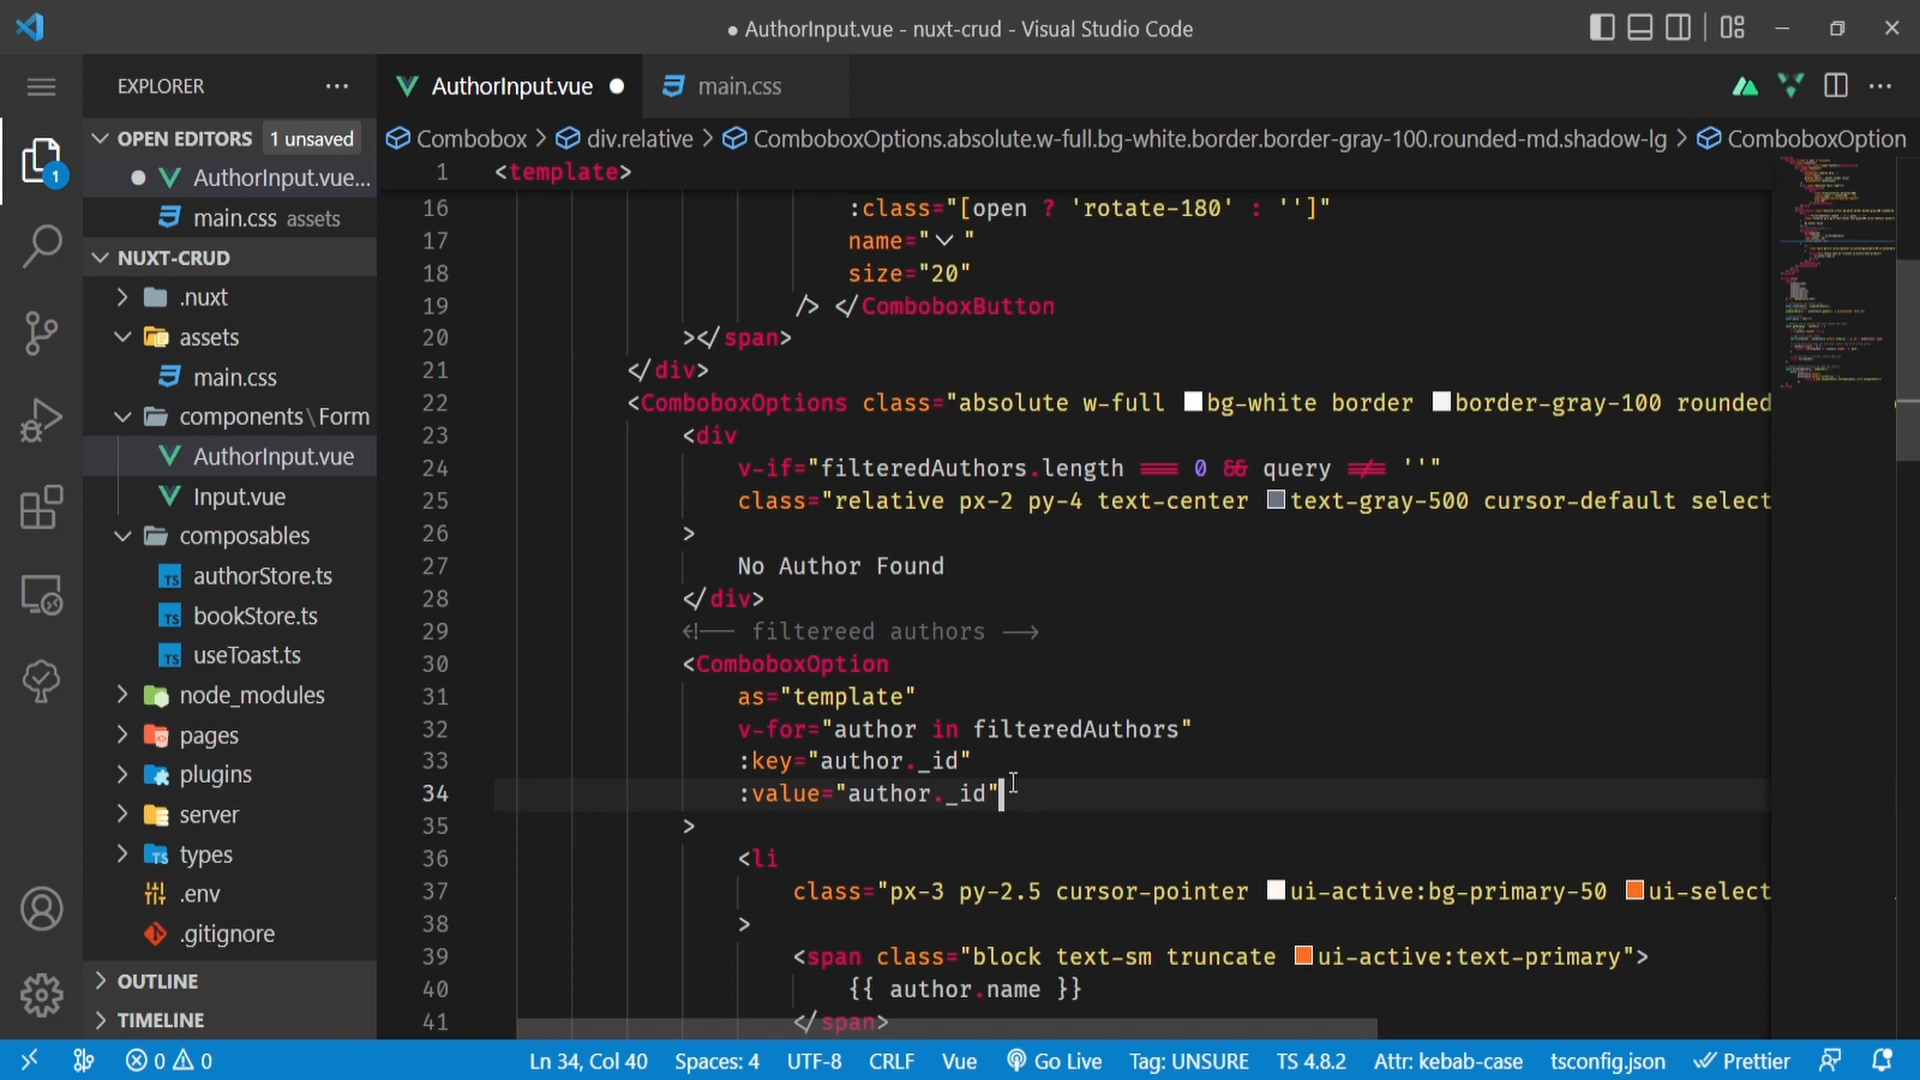 ● AuthorInput.vue - nuxt-crud - Visual Studio Code
EXPLORER
AuthorInput.vue
main.css
OPEN EDITORS
1 unsaved
AuthorInput.vue...
main.css assets
NUXT-CRUD
.nuxt
assets
main.css
components\Form
AuthorInput.vue
Input.vue
composables
TS authorStore.ts
TS bookStore.ts
TS useToast.ts
node_modules
pages
plugins
server
types
.env
.gitignore
OUTLINE
TIMELINE
1
Combobox > div.relative > ComboboxOptions.absolute.w-full.bg-white.border.border-gray-100.rounded-md.shadow-lg > ComboboxOption
1 <template>
16 :class="[open ? 'rotate-180' : '']"
17 name=" "
18 size="20"
19 /> </ComboboxButton
20 ></span>
21 </div>
22 <ComboboxOptions class="absolute w-full bg-white border border-gray-100 rounded
23 <div
24 v-if="filteredAuthors.length === 0 && query !== ''"
25 class="relative px-2 py-4 text-center text-gray-500 cursor-default select
26 >
27 No Author Found
28 </div>
29 <!-- filtereed authors -->
30 <ComboboxOption
31 as="template"
32 v-for="author in filteredAuthors"
33 :key="author._id"
34 :value="author._id"
35 >
36 <li
37 class="px-3 py-2.5 cursor-pointer ui-active:bg-primary-50 ui-select
38 >
39 <span class="block text-sm truncate ui-active:text-primary">
40 {{ author.name }}
41 </span>
0 0 Ln 34, Col 40 Spaces: 4 UTF-8 CRLF Vue Go Live Tag: UNSURE TS 4.8.2 Attr: kebab-case tsconfig.json Prettier